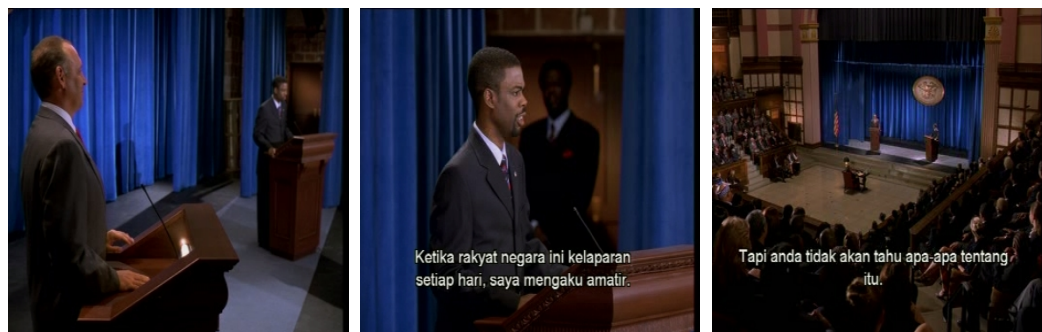 Ketika rakyat negara ini kelaparan
setiap hari, saya mengaku amatir.
Tapi anda tidak akan tahu apa-apa tentang
itu.